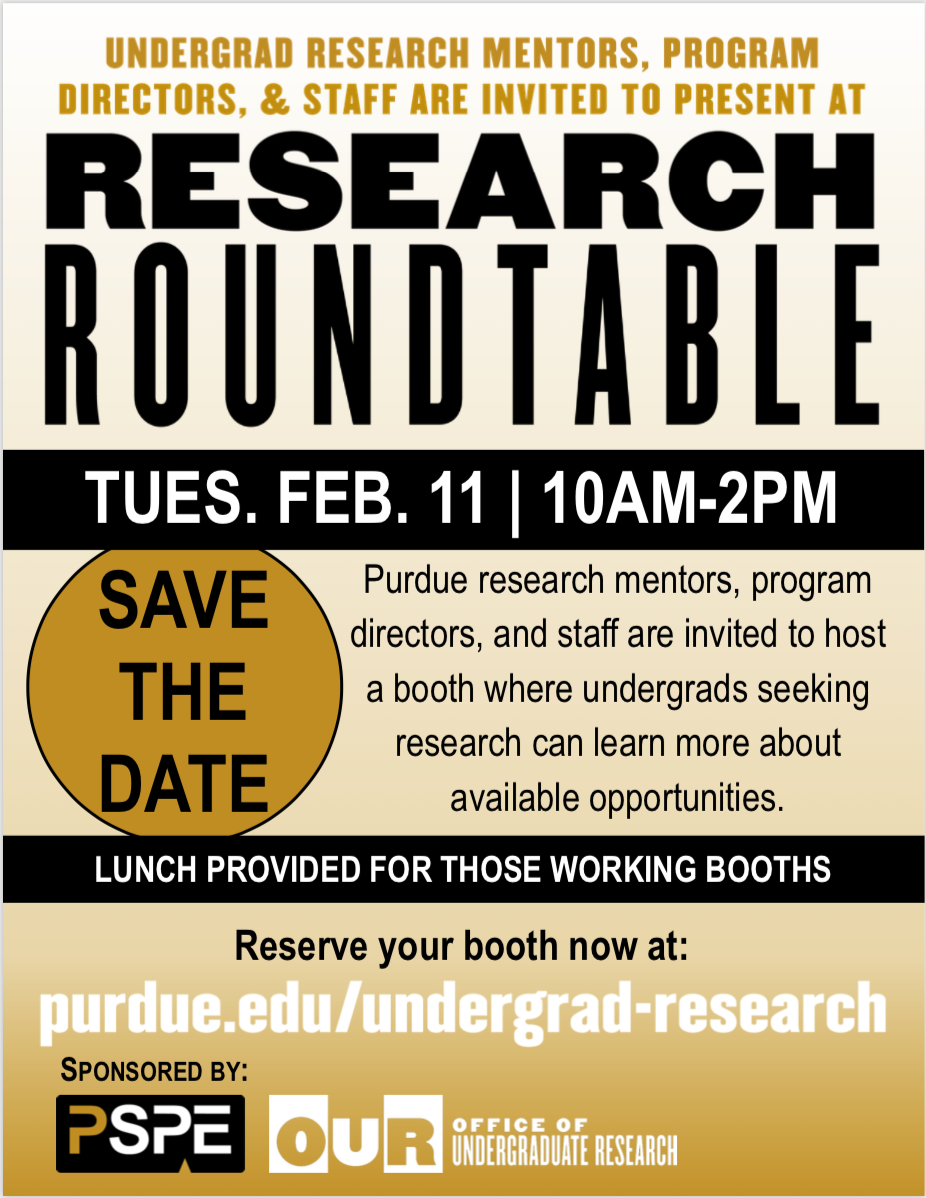 UNDERGRAD RESEARCH MENTORS, PROGRAM
DIRECTORS, & STAFF ARE INVITED TO PRESENT AT
RESEARCH
ROUNDTABLE
TUES. FEB. 11 | 10AM-2PM
SAVE
THE
DATE
Purdue research mentors, program
directors, and staff are invited to host
a booth where undergrads seeking
research can learn more about
available opportunities.
LUNCH PROVIDED FOR THOSE WORKING BOOTHS
Reserve your booth now at:
purdue.edu/undergrad-research
SPONSORED BY:
PSPE
OUR
OFFICE OF
UNDERGRADUATE RESEARCH